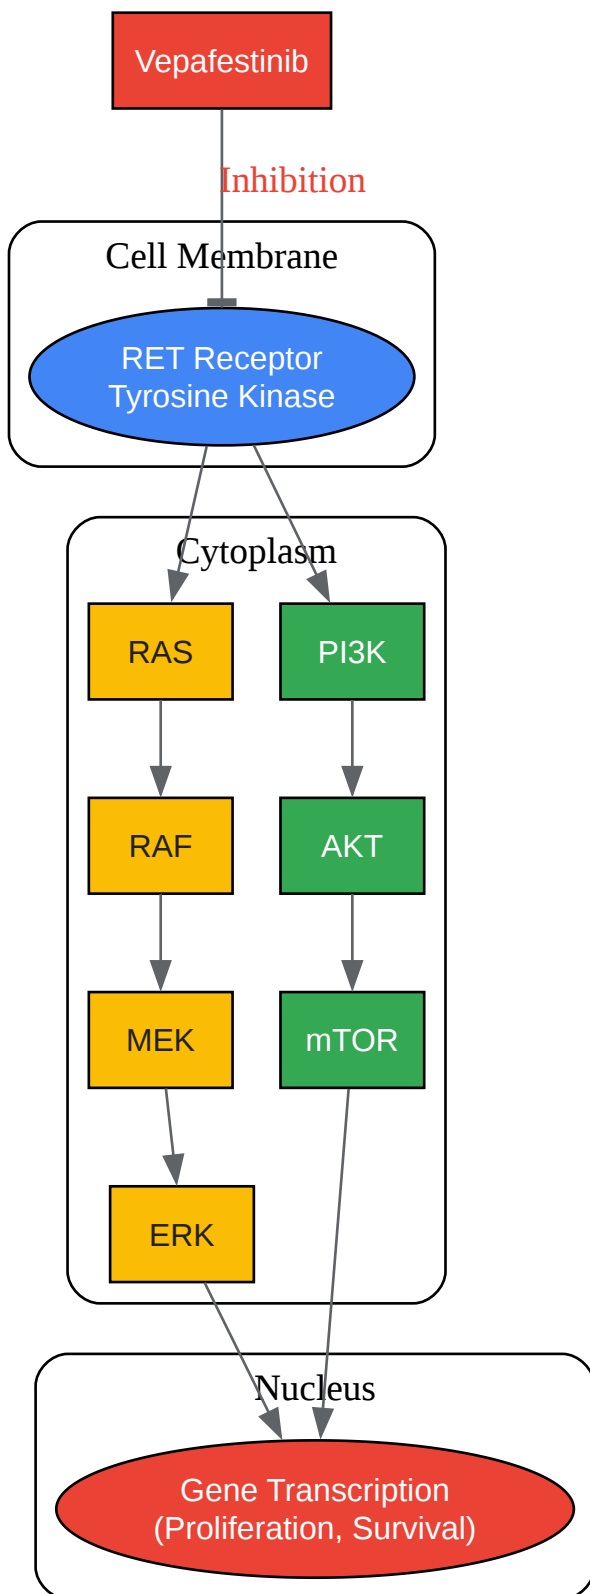 Vepafestinib
Inhibition
Cell Membrane
RET Receptor
Tyrosine Kinase
Cytoplasm
RAS
PI3K
RAF
AKT
MEK
mTOR
ERK
Nucleus
Gene Transcription
(Proliferation, Survival)